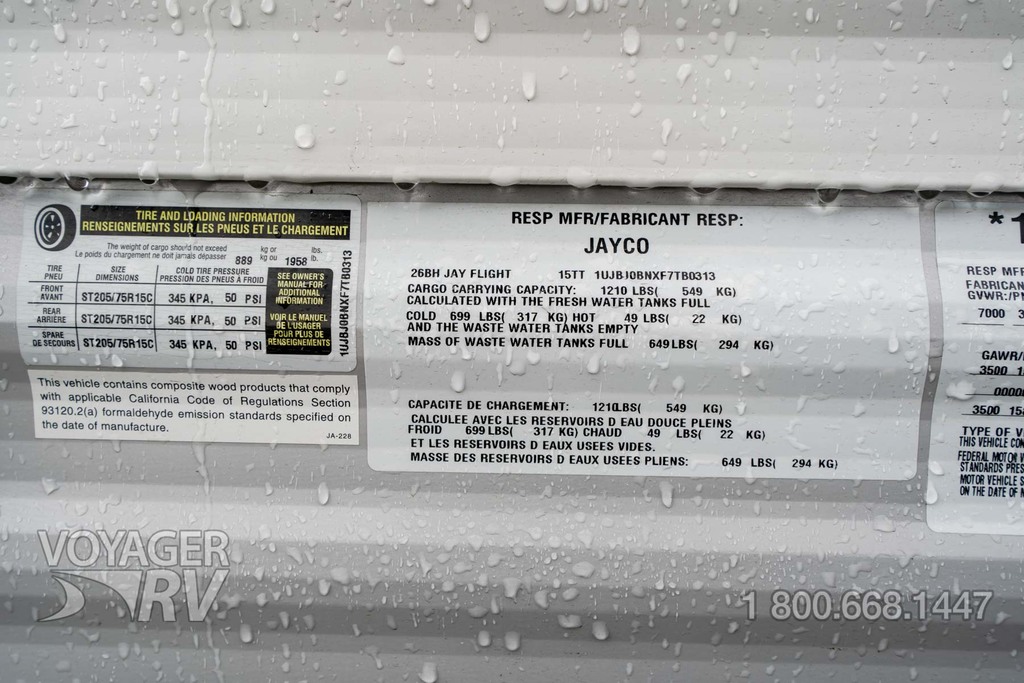 TIRE AND LOADING INFORMATION
RENSEIGNEMENTS SUR LES PNEUS ET LE CHARGEMENT
The weight of cargo should not exceed
Le poids du chargement ne doit jamais dépasser
889 kg or kg ou 1958 lbs. lb.
TIRE PNEU SIZE DIMENSIONS COLD TIRE PRESSURE PRESSION DES PNEUS À FROID
FRONT AVANT ST205/75R15C 345 KPA, 50 PSI
REAR ARRIÈRE ST205/75R15C 345 KPA, 50 PSI
SPARE DE SECOURS ST205/75R15C 345 KPA, 50 PSI
SEE OWNER'S
MANUAL FOR
ADDITIONAL
INFORMATION
VOIR LE MANUEL
DE L'USAGER
POUR PLUS DE
RENSEIGNEMENTS
1UJBJ0BNXF7TB0313
This vehicle contains composite wood products that comply
with applicable California Code of Regulations Section
93120.2(a) formaldehyde emission standards specified on
the date of manufacture.
JA-228
RESP MFR/FABRICANT RESP:
JAYCO
26BH JAY FLIGHT 15TT 1UJBJ0BNXF7TB0313
CARGO CARRYING CAPACITY: 1210 LBS( 549 KG)
CALCULATED WITH THE FRESH WATER TANKS FULL
COLD 699 LBS( 317 KG) HOT 49 LBS( 22 KG)
AND THE WASTE WATER TANKS EMPTY
MASS OF WASTE WATER TANKS FULL 649LBS( 294 KG)
CAPACITE DE CHARGEMENT: 1210LBS( 549 KG)
CALCULEE AVEC LES RESERVOIRS D EAU DOUCE PLEINS
FROID 699 LBS( 317 KG) CHAUD 49 LBS( 22 KG)
ET LES RESERVOIRS D EAUX USEES VIDES.
MASSE DES RESERVOIRS D EAUX USEES PLIENS: 649 LBS( 294 KG)
*1
RESP MFR
FABRICAN
GVWR:/P
7000 3
GAWR/
3500 15
0000
3500 158
TYPE OF V
THIS VEHICLE CON
FEDERAL MOTOR V
STANDARDS PRES
MOTOR VEHICLE S
ON THE DATE OF M
VOYAGER
RV
1 800.668.1447